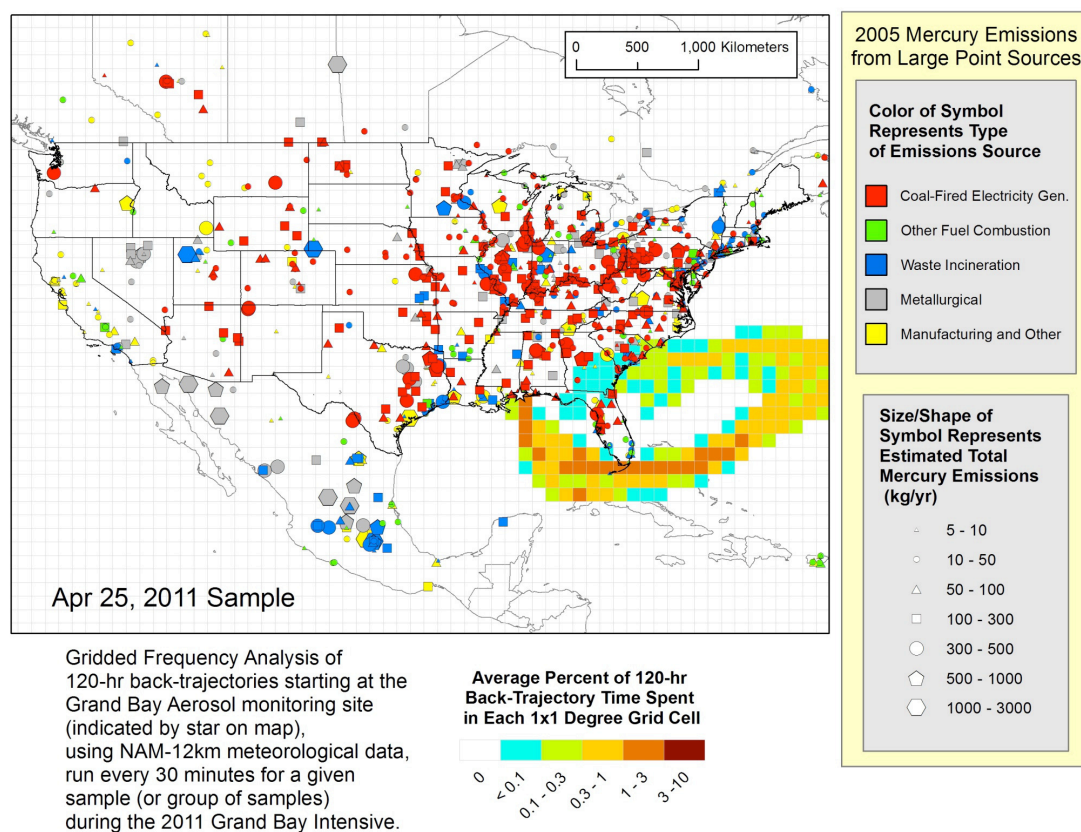 0 500 1,000 Kilometers
Apr 25, 2011 Sample
2005 Mercury Emissions
from Large Point Sources
Color of Symbol
Represents Type
of Emissions Source
Coal-Fired Electricity Gen.
Other Fuel Combustion
Waste Incineration
Metallurgical
Manufacturing and Other
Size/Shape of
Symbol Represents
Estimated Total
Mercury Emissions
(kg/yr)
5 - 10
10 - 50
50 - 100
100 - 300
300 - 500
500 - 1000
1000 - 3000
Gridded Frequency Analysis of
120-hr back-trajectories starting at the
Grand Bay Aerosol monitoring site
(indicated by star on map),
using NAM-12km meteorological data,
run every 30 minutes for a given
sample (or group of samples)
during the 2011 Grand Bay Intensive.
Average Percent of 120-hr
Back-Trajectory Time Spent
in Each 1x1 Degree Grid Cell
0
< 0.1
0.1 - 0.3
0.3 - 1
1 - 3
3 -10